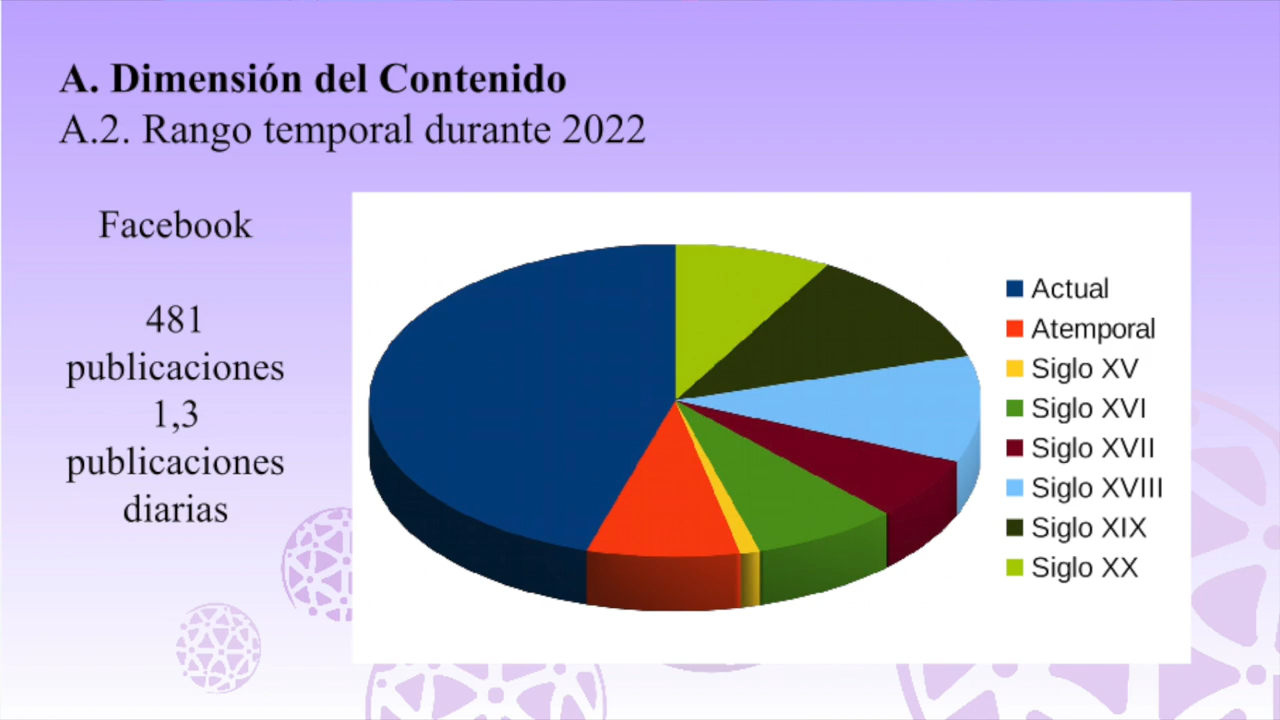 A. Dimensión del Contenido
A.2. Rango temporal durante 2022
Facebook
481
publicaciones
1,3
publicaciones
diarias
Actual
Atemporal
Siglo XV
Siglo XVI
Siglo XVII
Siglo XVIII
Siglo XIX
Siglo XX